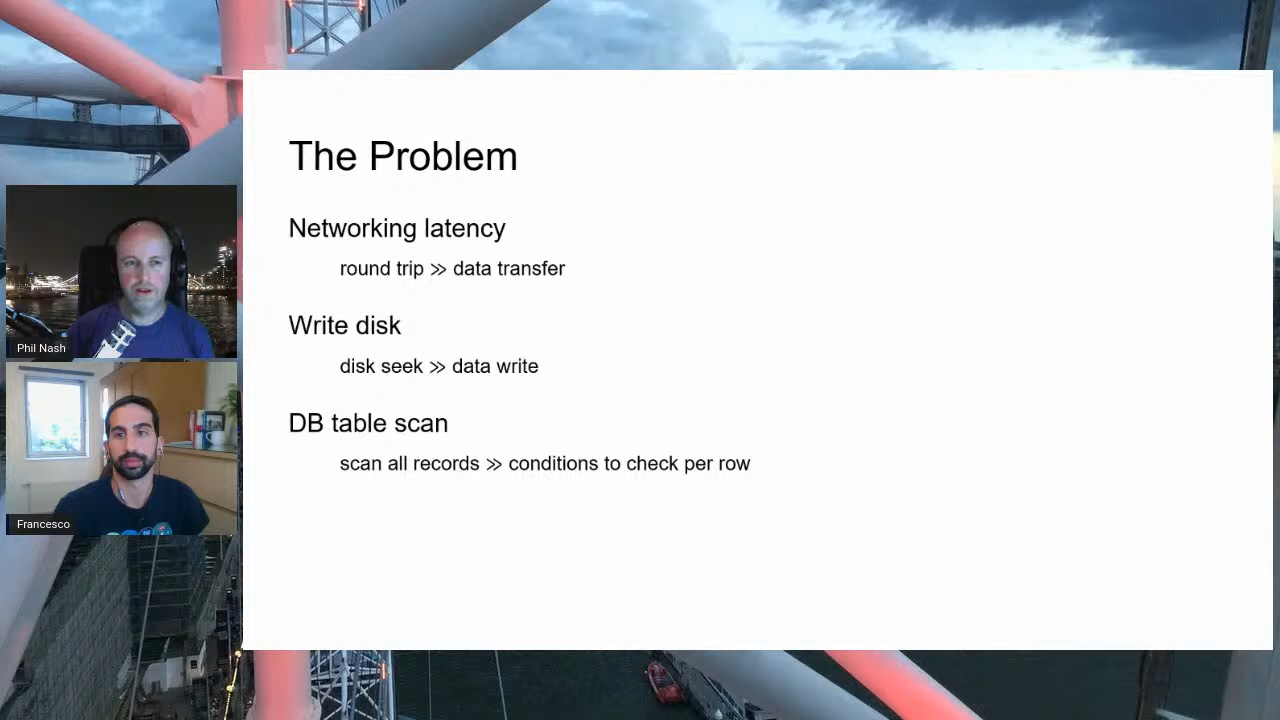 The Problem
Networking latency
round trip >> data transfer
Write disk
disk seek >> data write
DB table scan
scan all records >> conditions to check per row
Phil Nash
Francesco